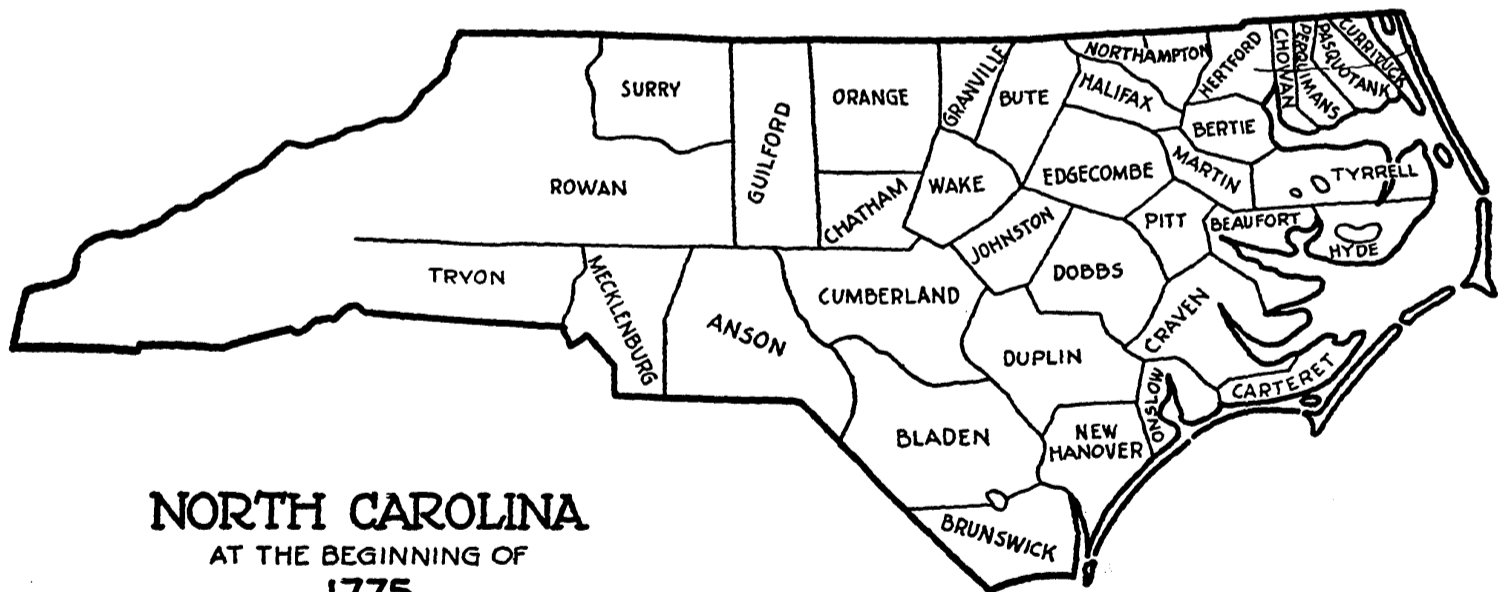 NORTHAMPTON
HERTFORD
CHOWAN
PERQUIMANS
PASQUOTANK
CURRITUCK
SURRY
GUILFORD
ORANGE
GRANVILLE
BUTE
HALIFAX
BERTIE
ROWAN
CHATHAM
WAKE
EDGECOMBE
MARTIN
TYRRELL
JOHNSTON
PITT
BEAUFORT
HYDE
TRYON
MECKLENBURG
ANSON
CUMBERLAND
DOBBS
CRAVEN
DUPLIN
ONSLOW
CARTERET
BLADEN
NEW
HANOVER
BRUNSWICK
NORTH CAROLINA
AT THE BEGINNING OF
1775